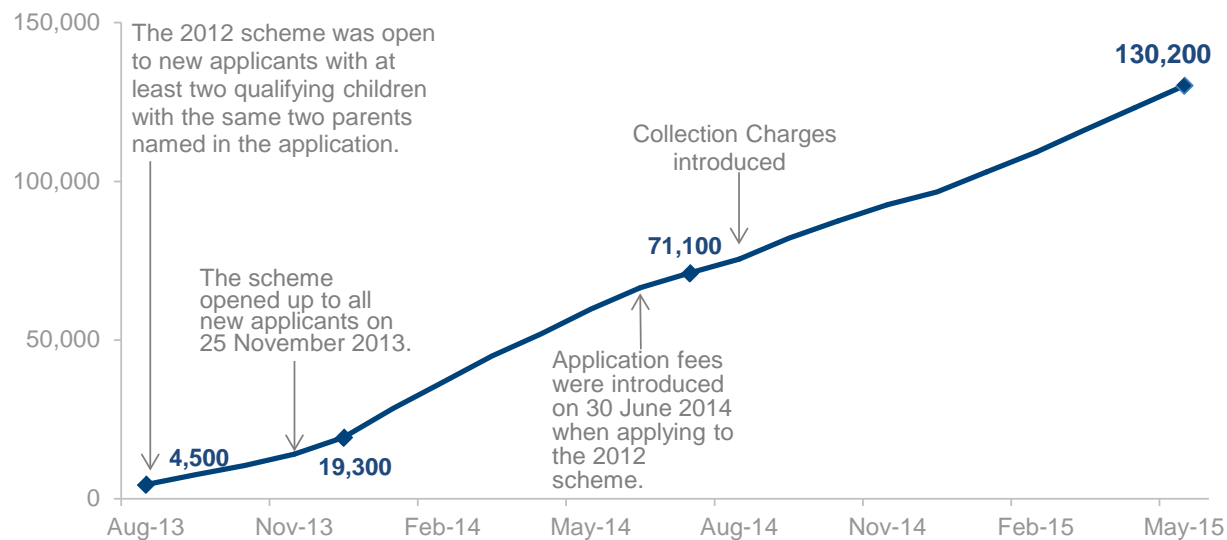 150,000
The 2012 scheme was open
to new applicants with at
least two qualifying children
with the same two parents
named in the application.
130,200
Collection Charges
introduced
100,000
71,100
The scheme
opened up to all
new applicants on
25 November 2013.
50,000
Application fees
were introduced
on 30 June 2014
when applying to
the 2012
scheme.
4,500
19,300
0
Aug-13 Nov-13 Feb-14 May-14 Aug-14 Nov-14 Feb-15 May-15